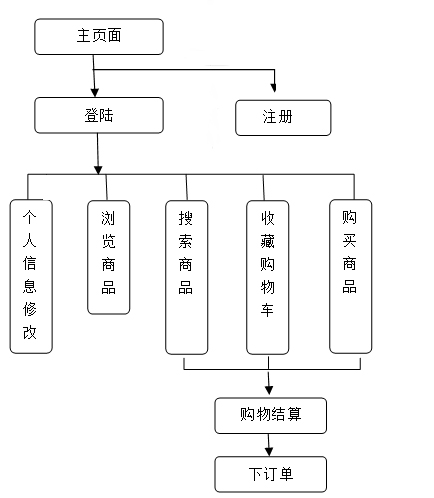 主页面
登陆
注册
个人信息修改
浏览商品
搜索商品
收藏购物车
购买商品
购物结算
下订单